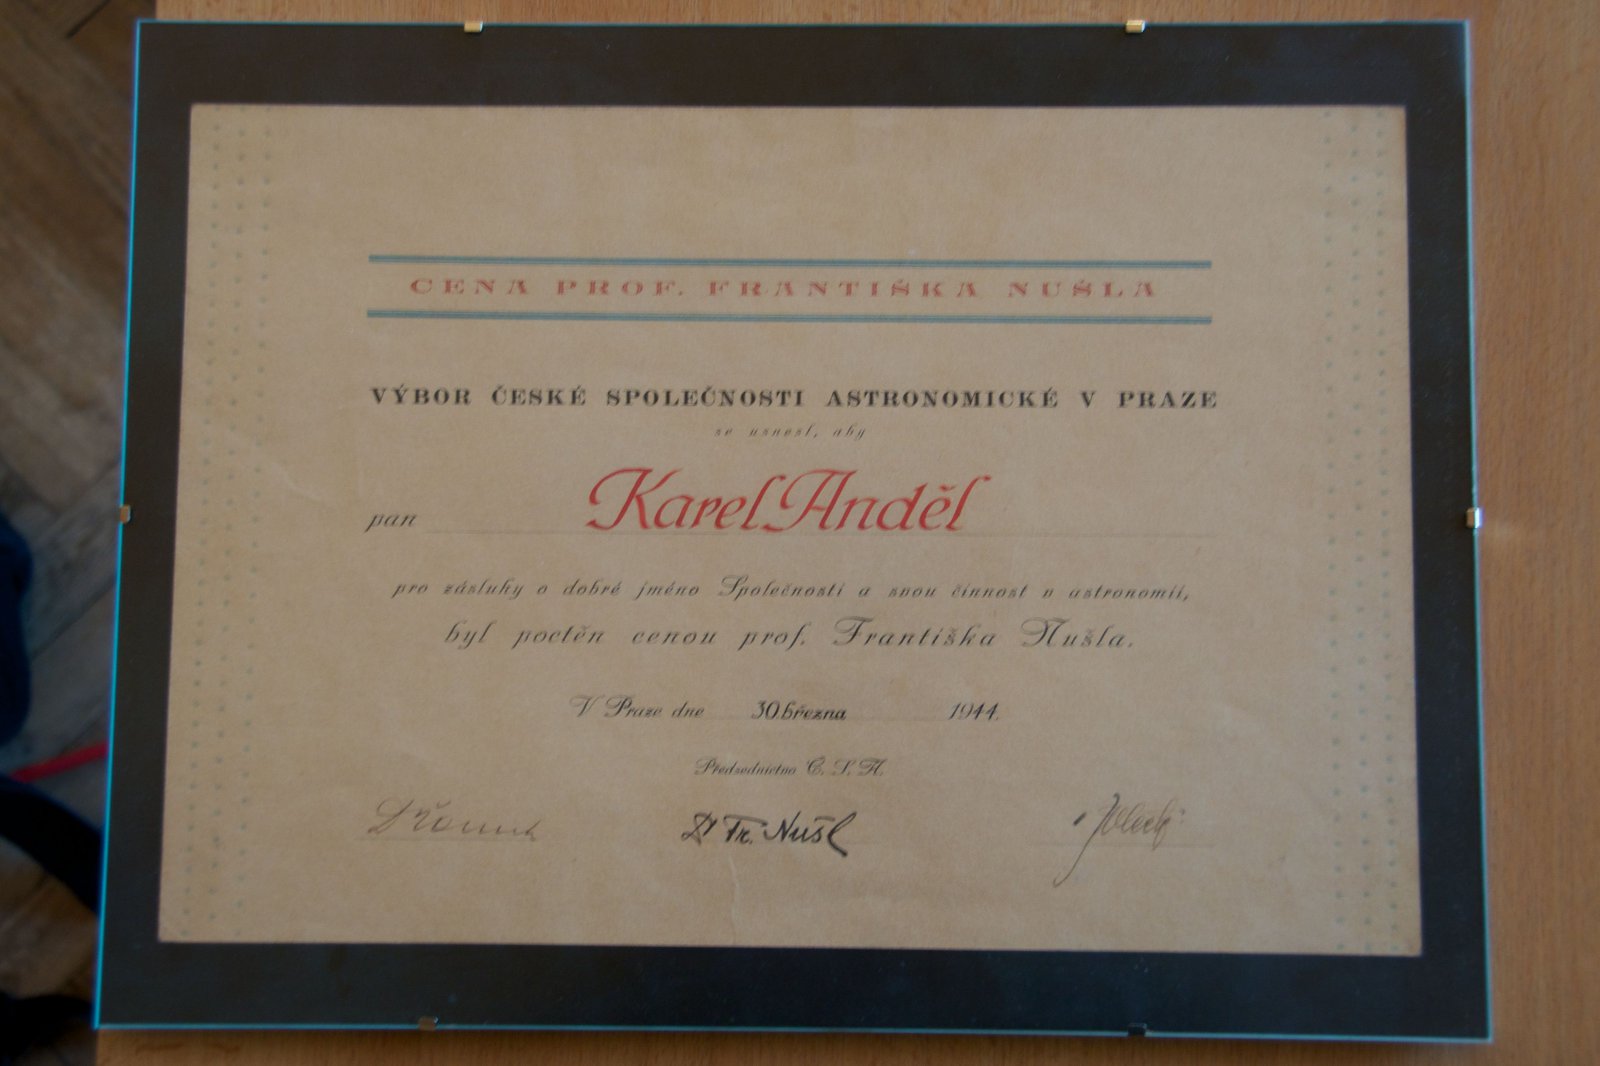 CENA PROF. FRANTIŠKA NUŠLA
VÝBOR ČESKÉ SPOLEČNOSTI ASTRONOMICKÉ V PRAZE
se usnesl, aby
pan Karel Anděl
pro zásluhy o dobré jméno Společnosti a svou činnost v astronomii,
byl poctěn cenou prof. Františka Nušla.
V Praze dne 30. března 1944.
Předsednictvo Č. S. A.
Dr Fr. Nušl